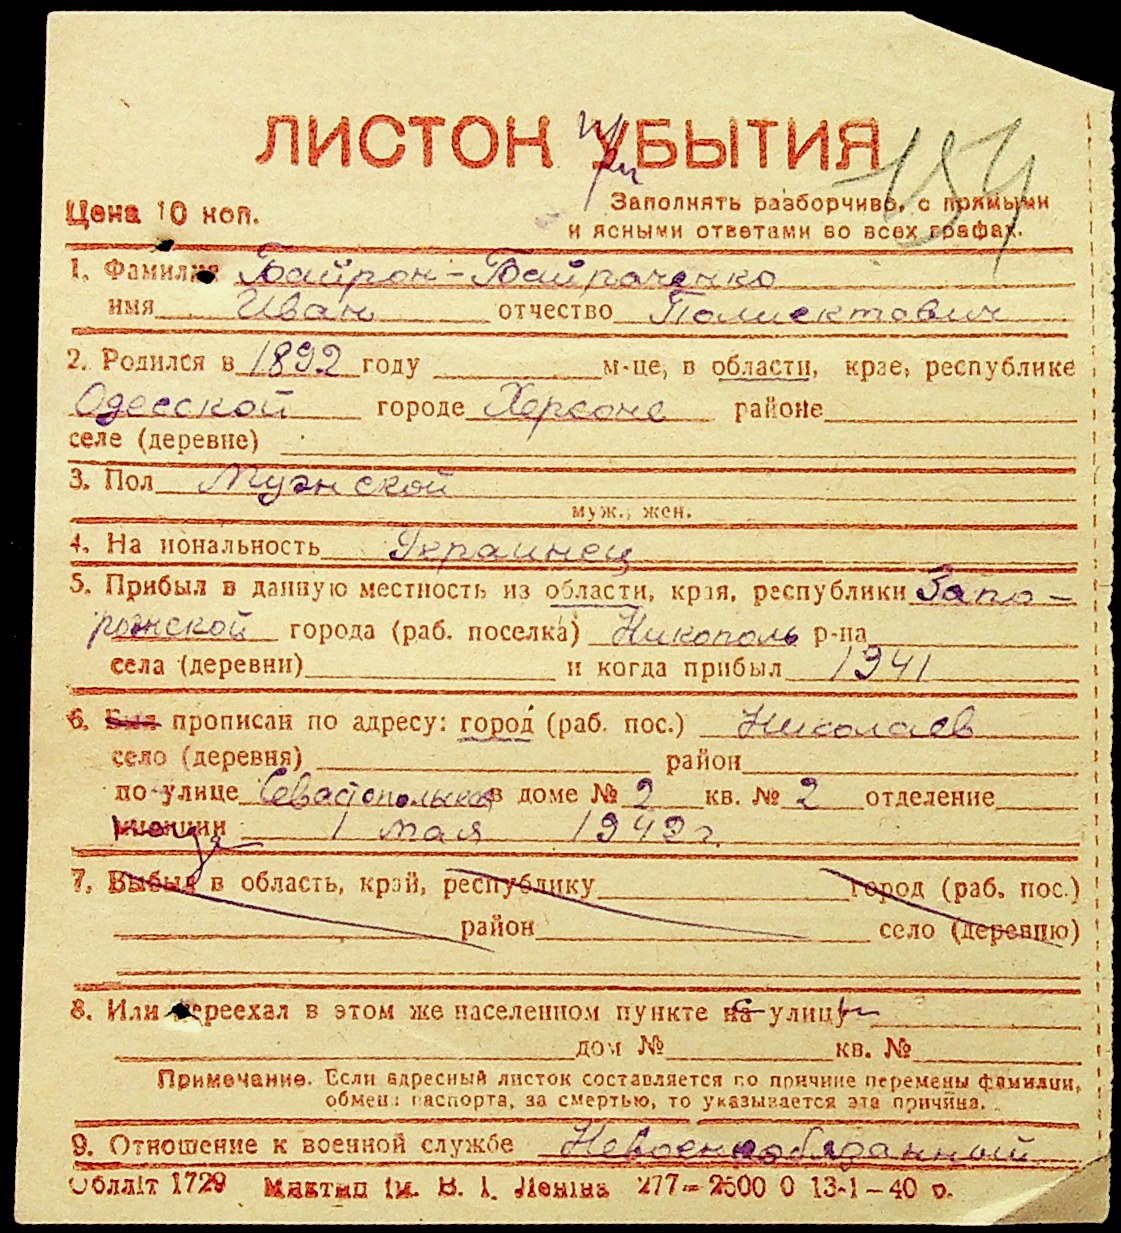 ЛИСТОК УБЫТИЯ
при
154
Цена 10 коп.
Заполнять разборчиво, с прямыми
и ясными ответами во всех графах.
1. Фамилия Байрон-Байраченко
имя Иван отчество Полиектович
2. Родился в 1892 году м-це, в области, крае, республике
Одесской городе Херсоне районе
селе (деревне)
3. Пол Мужской
муж., жен.
4. Национальность Украинец
5. Прибыл в данную местность из области, края, республики Запо-
рожской города (раб. поселка) Никополь р-на
села (деревни) и когда прибыл 1941
6. Был прописан по адресу: город (раб. пос.) Николаев
село (деревня) район
по улице Севастопольской в доме № 2 кв. № 2 отделение
милиции 1 мая 1942 г.
7. Выбыл в область, край, республику город (раб. пос.)
район село (деревню)
8. Или переехал в этом же населенном пункте на с улицы
дом № кв. №
Примечание. Если адресный листок составляется по причине перемены фамилии,
обмена паспорта, за смертью, то указывается эта причина.
9. Отношение к военной службе Невоеннообязанный
Облліт 1729 Миктип ім. В. І. Леніна 277—2500 0 13-1—40 р.